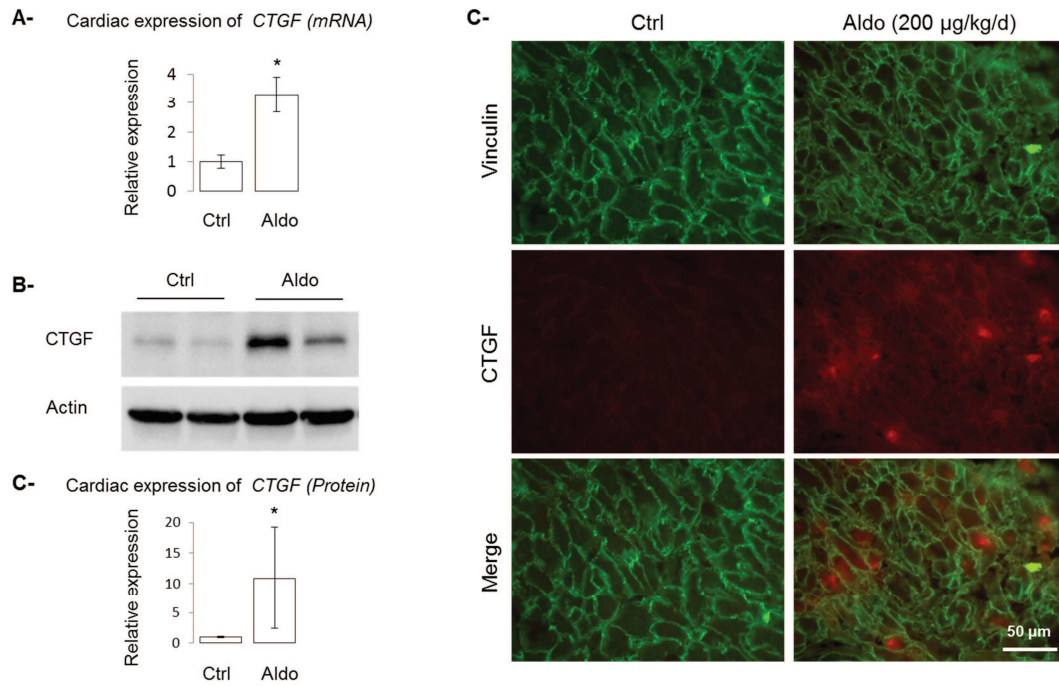 A-
Cardiac expression of CTGF (mRNA)
Relative expression
4
3
2
1
0
*
Ctrl
Aldo
B-
Ctrl
Aldo
CTGF
Actin
C-
Cardiac expression of CTGF (Protein)
Relative expression
20
15
10
5
0
*
Ctrl
Aldo
C-
Ctrl
Aldo (200 µg/kg/d)
Vinculin
CTGF
Merge
50 µm